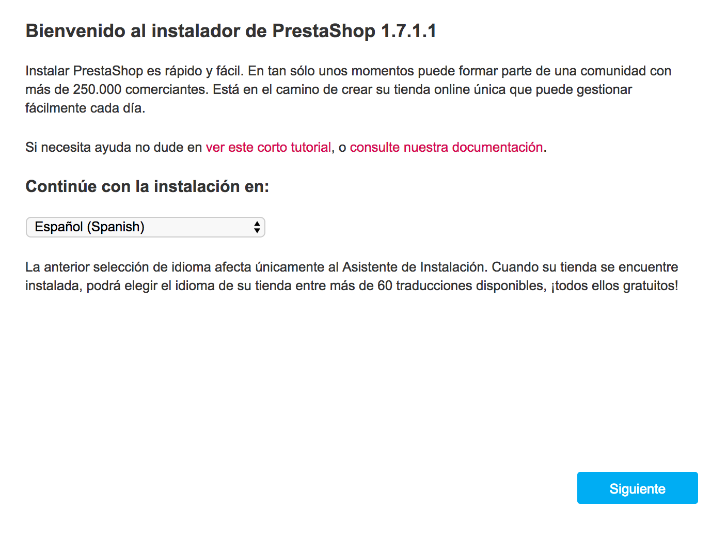 Bienvenido al instalador de PrestaShop 1.7.1.1
Instalar PrestaShop es rápido y fácil. En tan sólo unos momentos puede formar parte de una comunidad con
más de 250.000 comerciantes. Está en el camino de crear su tienda online única que puede gestionar
fácilmente cada día.
Si necesita ayuda no dude en ver este corto tutorial, o consulte nuestra documentación.
Continúe con la instalación en:
Español (Spanish)
La anterior selección de idioma afecta únicamente al Asistente de Instalación. Cuando su tienda se encuentre
instalada, podrá elegir el idioma de su tienda entre más de 60 traducciones disponibles, ¡todos ellos gratuitos!
Siguiente